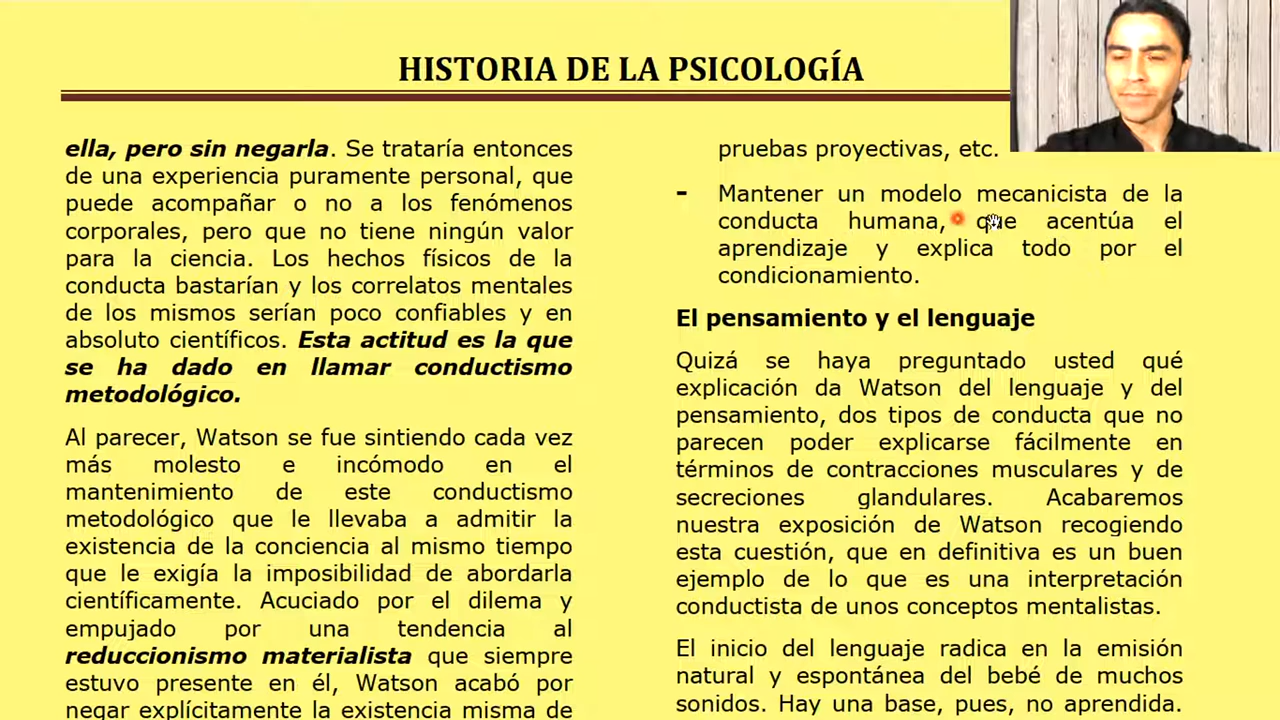 HISTORIA DE LA PSICOLOGÍA
ella, pero sin negarla. Se trataría entonces
de una experiencia puramente personal, que
puede acompañar o no a los fenómenos
corporales, pero que no tiene ningún valor
para la ciencia. Los hechos físicos de la
conducta bastarían y los correlatos mentales
de los mismos serían poco confiables y en
absoluto científicos. Esta actitud es la que
se ha dado en llamar conductismo
metodológico.
Al parecer, Watson se fue sintiendo cada vez
más molesto e incómodo en el
mantenimiento de este conductismo
metodológico que le llevaba a admitir la
existencia de la conciencia al mismo tiempo
que le exigía la imposibilidad de abordarla
científicamente. Acuciado por el dilema y
empujado por una tendencia al
reduccionismo materialista que siempre
estuvo presente en él, Watson acabó por
negar explícitamente la existencia misma de
pruebas proyectivas, etc.
- Mantener un modelo mecanicista de la
conducta humana, que acentúa el
aprendizaje y explica todo por el
condicionamiento.
El pensamiento y el lenguaje
Quizá se haya preguntado usted qué
explicación da Watson del lenguaje y del
pensamiento, dos tipos de conducta que no
parecen poder explicarse fácilmente en
términos de contracciones musculares y de
secreciones glandulares. Acabaremos
nuestra exposición de Watson recogiendo
esta cuestión, que en definitiva es un buen
ejemplo de lo que es una interpretación
conductista de unos conceptos mentalistas.
El inicio del lenguaje radica en la emisión
natural y espontánea del bebé de muchos
sonidos. Hay una base, pues, no aprendida.